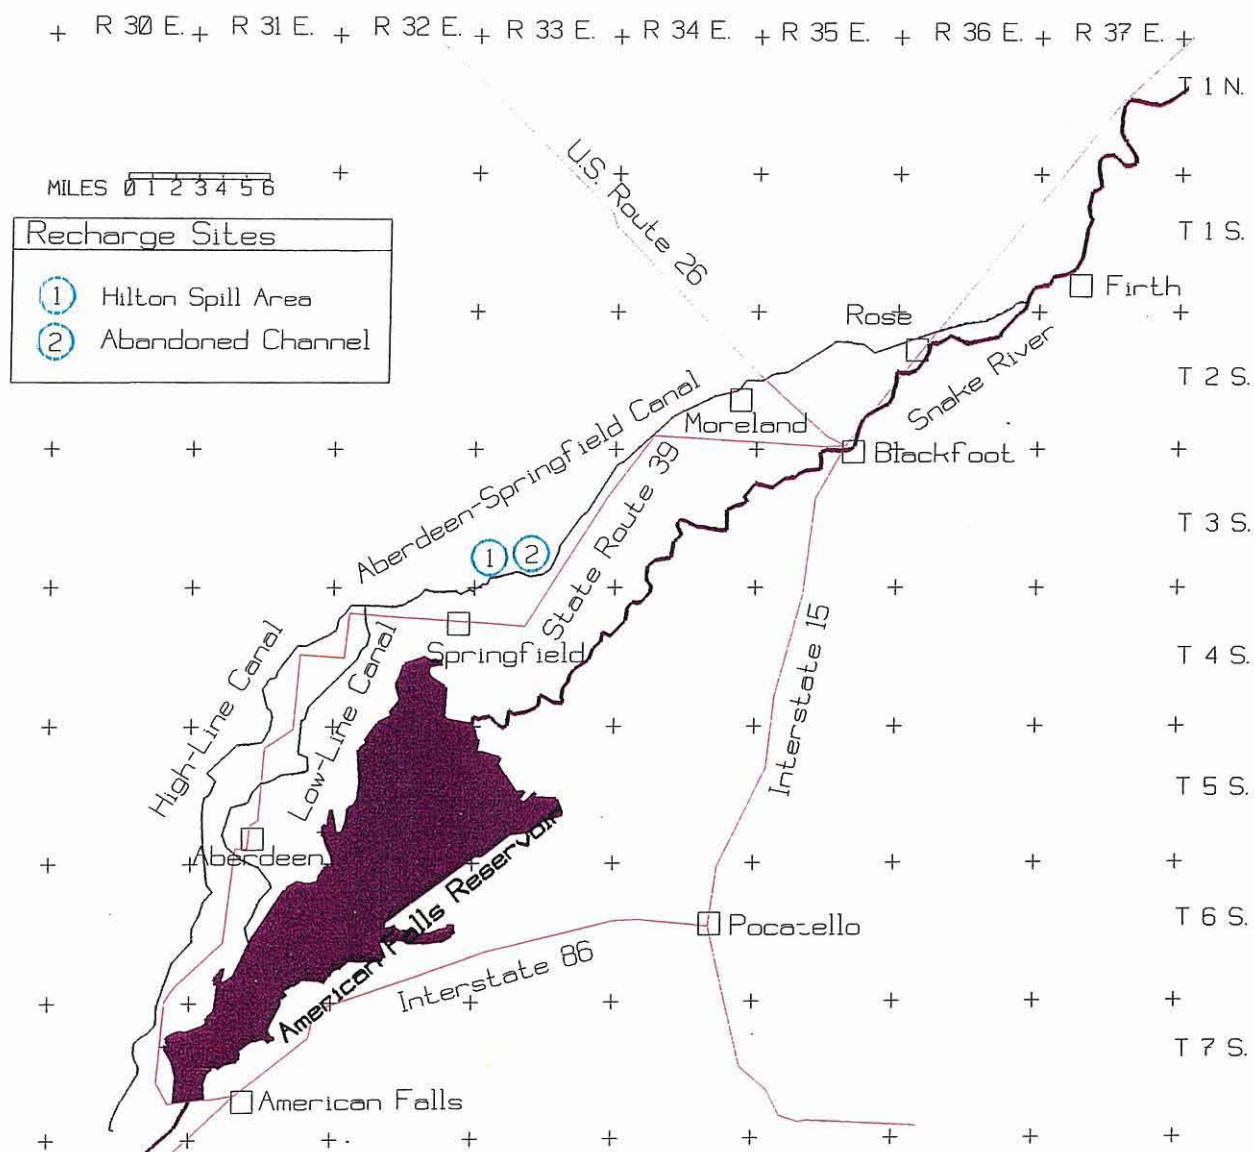 R 30 E.
R 31 E.
R 32 E.
R 33 E.
R 34 E.
R 35 E.
R 36 E.
R 37 E.
T 1 N.
U.S. Route 26
MILES 0 1 2 3 4 5 6
Recharge Sites
1 Hilton Spill Area
2 Abandoned Channel
T 1 S.
Firth
Rose
Snake River
T 2 S.
Aberdeen-Springfield Canal
Moreland
Blackfoot
State Route 39
T 3 S.
1
2
Springfield
T 4 S.
High-Line Canal
Low-Line Canal
Interstate 15
T 5 S.
Aberdeen
American Falls Reservoir
T 6 S.
Pocatello
Interstate 86
T 7 S.
American Falls